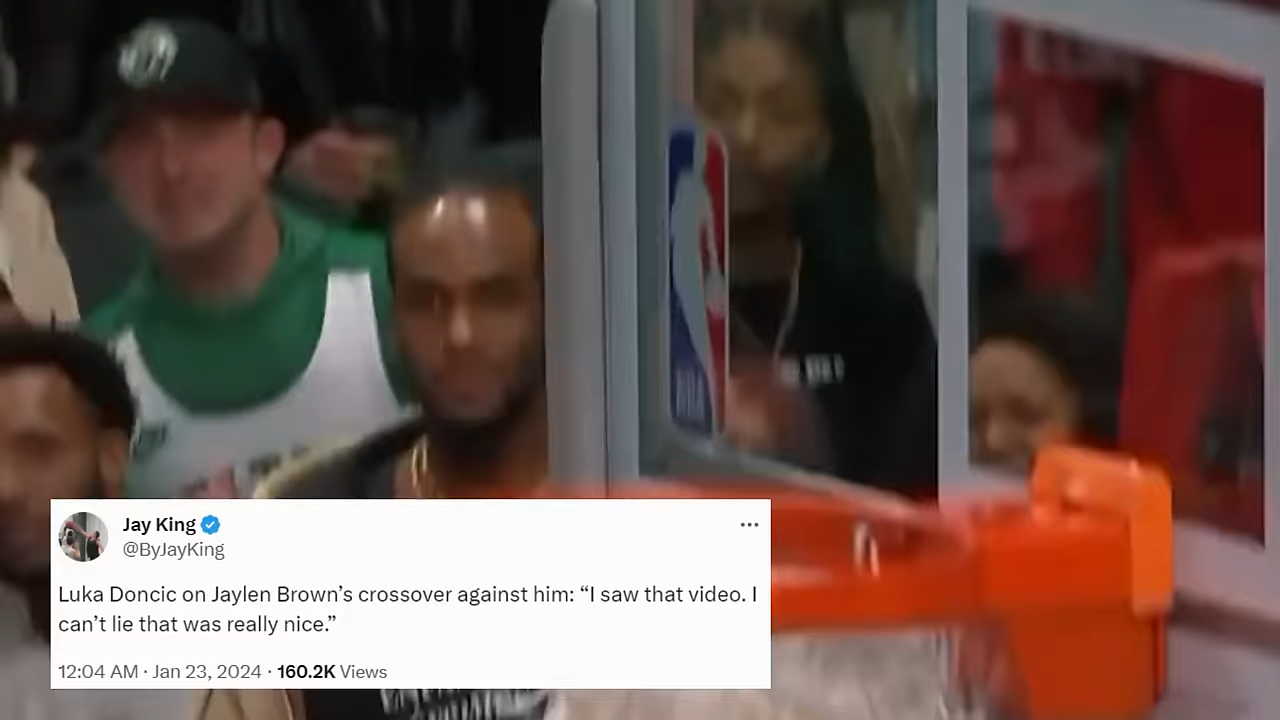 Jay King
@ByJayKing
Luka Doncic on Jaylen Brown’s crossover against him: “I saw that video. I
can’t lie that was really nice.”
12:04 AM · Jan 23, 2024 · 160.2K Views